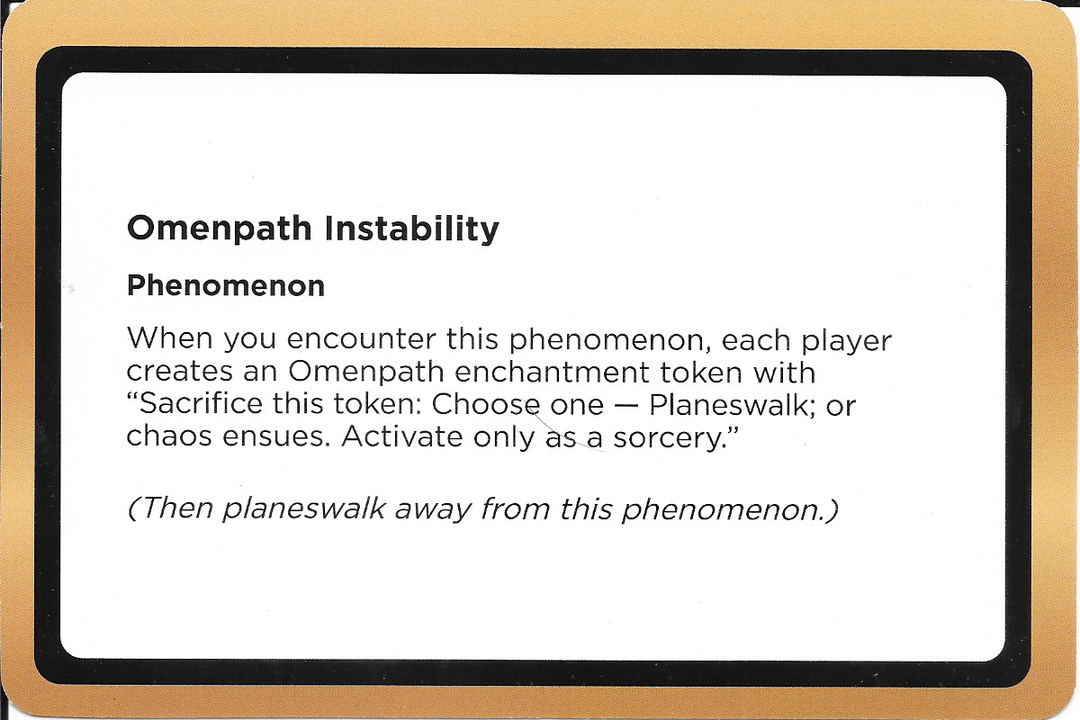 Omenpath Instability
Phenomenon
When you encounter this phenomenon, each player
creates an Omenpath enchantment token with
“Sacrifice this token: Choose one — Planeswalk; or
chaos ensues. Activate only as a sorcery.”
(Then planeswalk away from this phenomenon.)